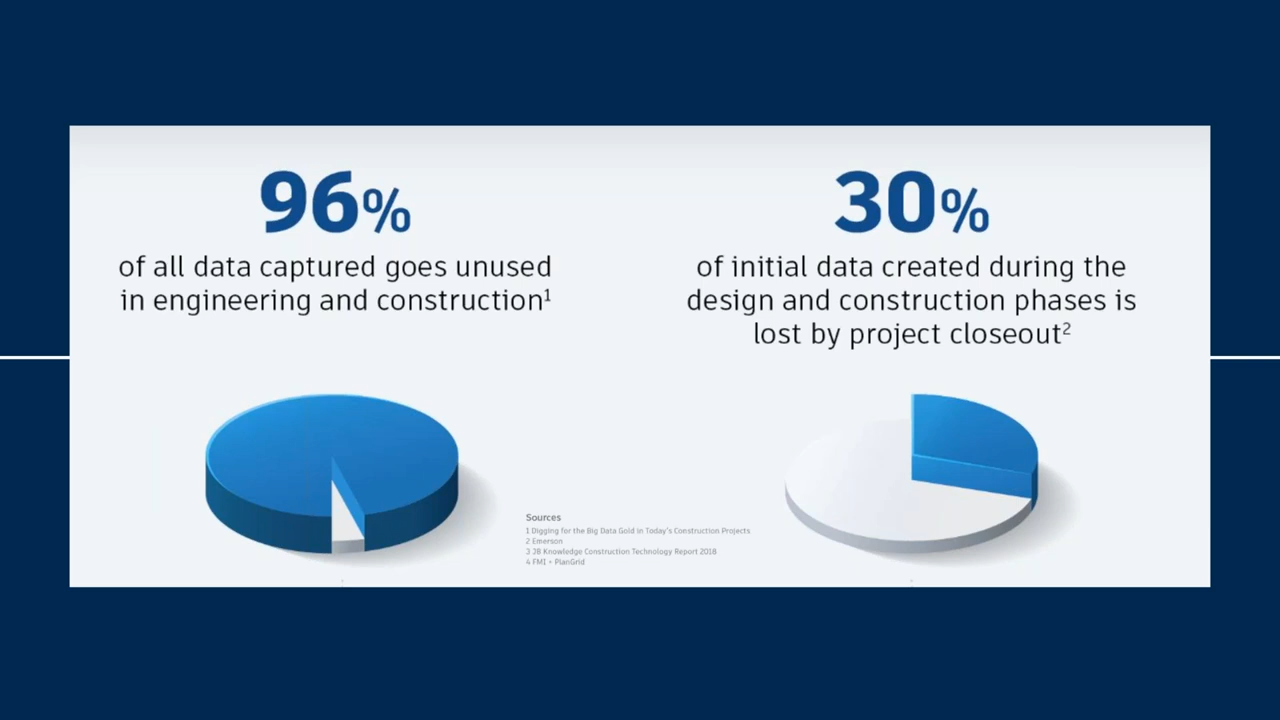 96%
of all data captured goes unused
in engineering and construction¹
30%
of initial data created during the
design and construction phases is
lost by project closeout²
Sources
1 Digging for the Big Data Gold in Today's Construction Projects
2 Emerson
3 JB Knowledge Construction Technology Report 2018
4 FMI + PlanGrid